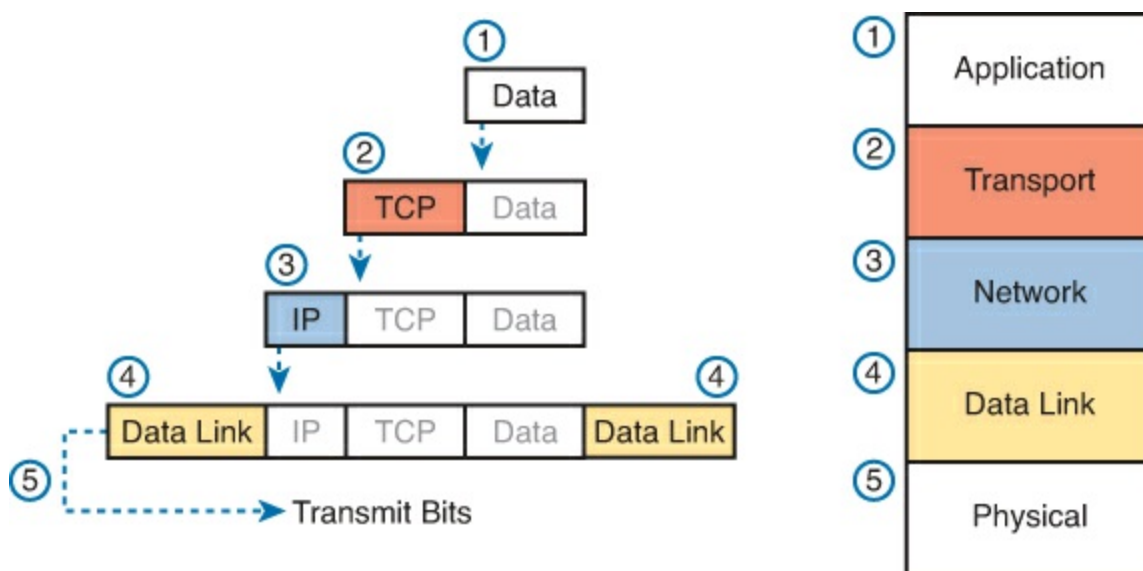 1
Data
2
TCP Data
3
IP TCP Data
4 4
Data Link IP TCP Data Data Link
5
Transmit Bits
1
Application
2
Transport
3
Network
4
Data Link
5
Physical